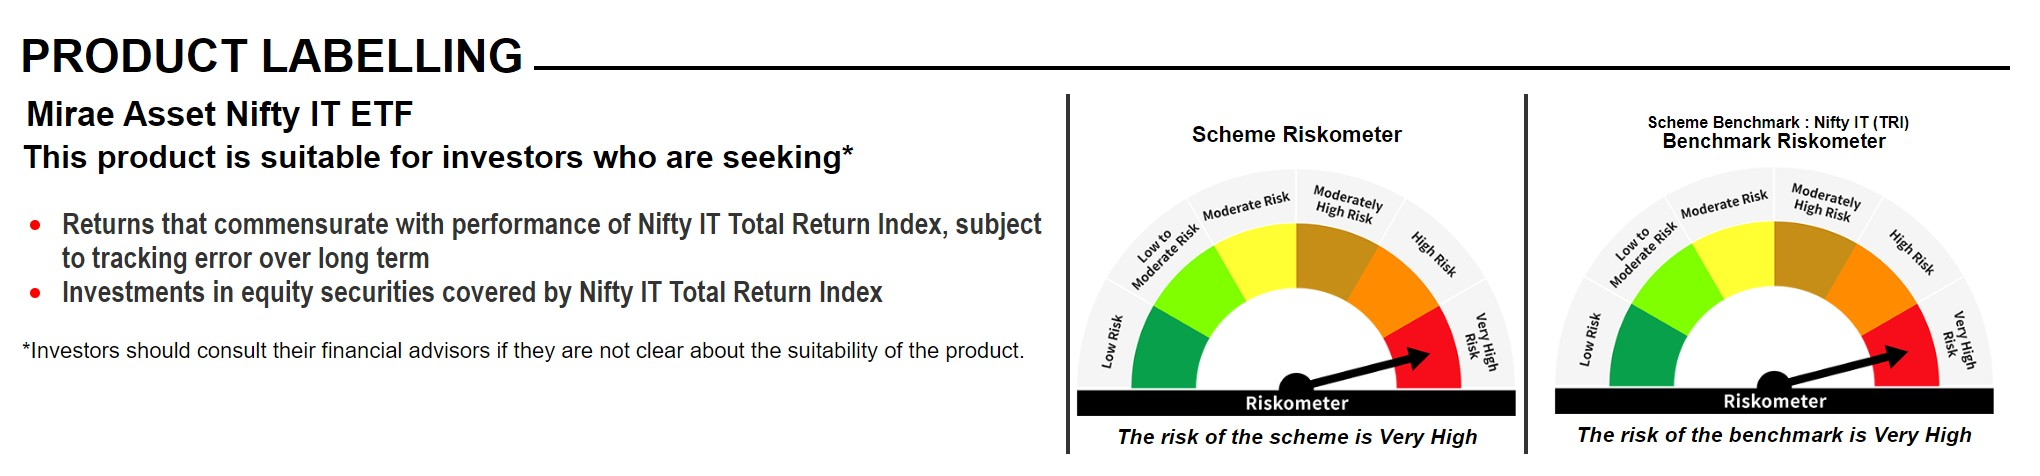 PRODUCT LABELLING
Mirae Asset Nifty IT ETF
This product is suitable for investors who are seeking*
• Returns that commensurate with performance of Nifty IT Total Return Index, subject
to tracking error over long term
• Investments in equity securities covered by Nifty IT Total Return Index
*Investors should consult their financial advisors if they are not clear about the suitability of the product.
Scheme Riskometer
Low Risk
Low to
Moderate Risk
Moderate Risk
Moderately
High Risk
High Risk
Very High
Risk
Riskometer
The risk of the scheme is Very High
Scheme Benchmark : Nifty IT (TRI)
Benchmark Riskometer
Low Risk
Low to
Moderate Risk
Moderate Risk
Moderately
High Risk
High Risk
Very High
Risk
Riskometer
The risk of the benchmark is Very High